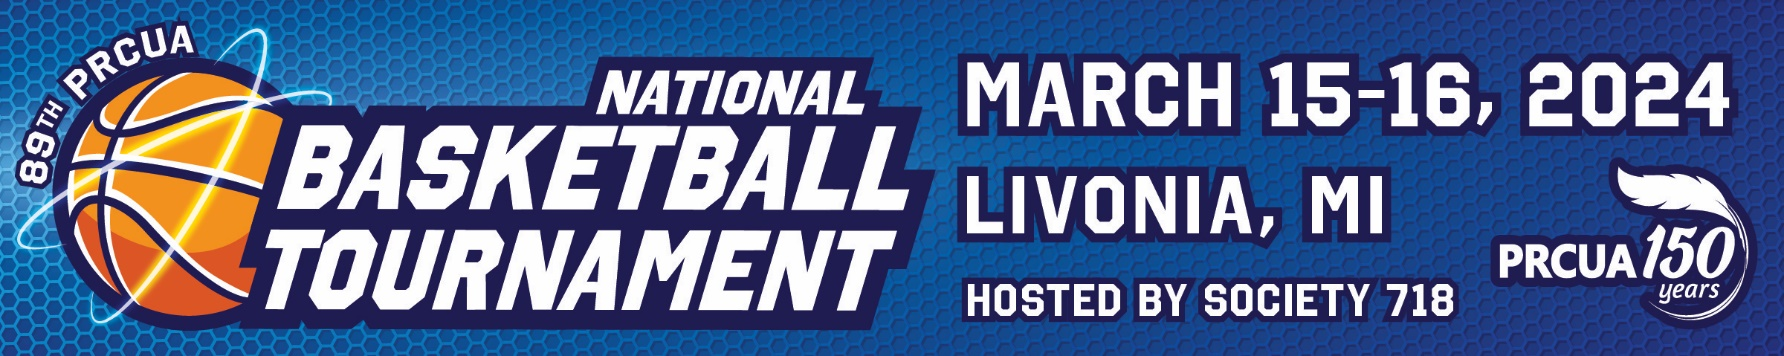 89TH PRCUA
NATIONAL
BASKETBALL
TOURNAMENT
MARCH 15-16, 2024
LIVONIA, MI
HOSTED BY SOCIETY 718
PRCUA 150
years